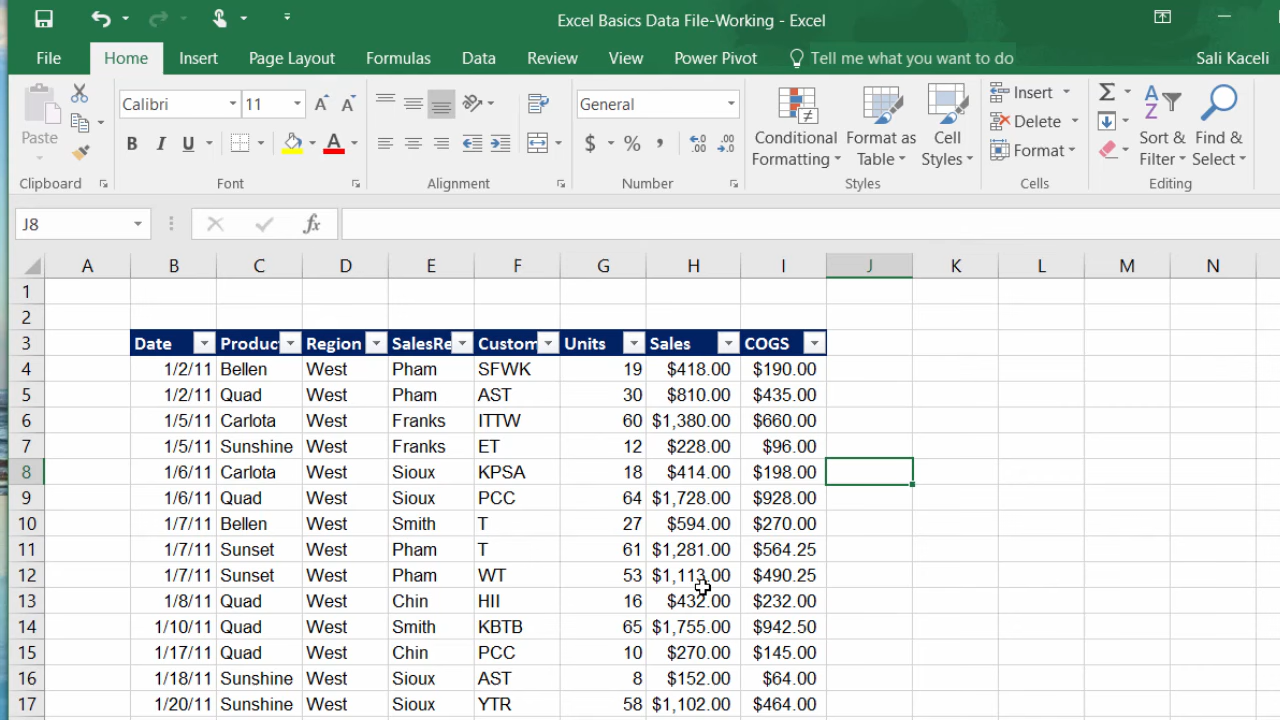 Excel Basics Data File-Working - Excel
File Home Insert Page Layout Formulas Data Review View Power Pivot Tell me what you want to do Sali Kaceli
Paste Calibri 11 A A General $ % , Conditional Formatting Format as Table Cell Styles Insert Delete Format Sort & Filter Find & Select
B I U A
Clipboard Font Alignment Number Styles Cells Editing
J8 fx
A B C D E F G H I J K L M N
1
2
3 Date Produc Region SalesRe Custom Units Sales COGS
4 1/2/11 Bellen West Pham SFWK 19 $418.00 $190.00
5 1/2/11 Quad West Pham AST 30 $810.00 $435.00
6 1/5/11 Carlota West Franks ITTW 60 $1,380.00 $660.00
7 1/5/11 Sunshine West Franks ET 12 $228.00 $96.00
8 1/6/11 Carlota West Sioux KPSA 18 $414.00 $198.00
9 1/6/11 Quad West Sioux PCC 64 $1,728.00 $928.00
10 1/7/11 Bellen West Smith T 27 $594.00 $270.00
11 1/7/11 Sunset West Pham T 61 $1,281.00 $564.25
12 1/7/11 Sunset West Pham WT 53 $1,113.00 $490.25
13 1/8/11 Quad West Chin HII 16 $432.00 $232.00
14 1/10/11 Quad West Smith KBTB 65 $1,755.00 $942.50
15 1/17/11 Quad West Chin PCC 10 $270.00 $145.00
16 1/18/11 Sunshine West Sioux AST 8 $152.00 $64.00
17 1/20/11 Sunshine West Sioux YTR 58 $1,102.00 $464.00